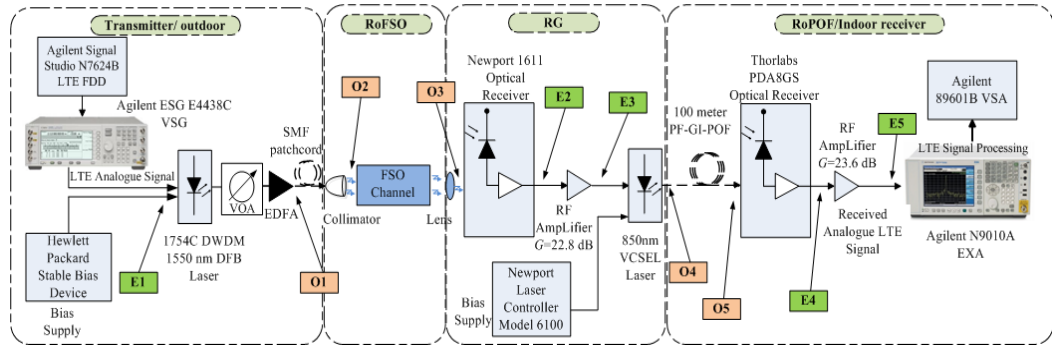 Transmitter/ outdoor
Agilent Signal
Studio N7624B
LTE FDD
Agilent ESG E4438C
VSG
LTE Analogue Signal
Hewlett
Packard
Stable Bias
Device
Bias
Supply
E1
1754C DWDM
1550 nm DFB
Laser
VOA
EDFA
SMF
patchcord
O1
RoFSO
O2
Collimator
FSO
Channel
O3
Lens
RG
Newport 1611
Optical
Receiver
E2
E3
RF
AmpLifier
G=22.8 dB
850nm
VCSEL
Laser
Bias
Supply
Newport
Laser
Controller
Model 6100
RoPOF/Indoor receiver
O4
100 meter
PF-GI-POF
O5
Thorlabs
PDA8GS
Optical Receiver
E4
RF
AmpLifier
G=23.6 dB
Received
Analogue LTE
Signal
E5
Agilent
89601B VSA
LTE Signal Processing
Agilent N9010A
EXA